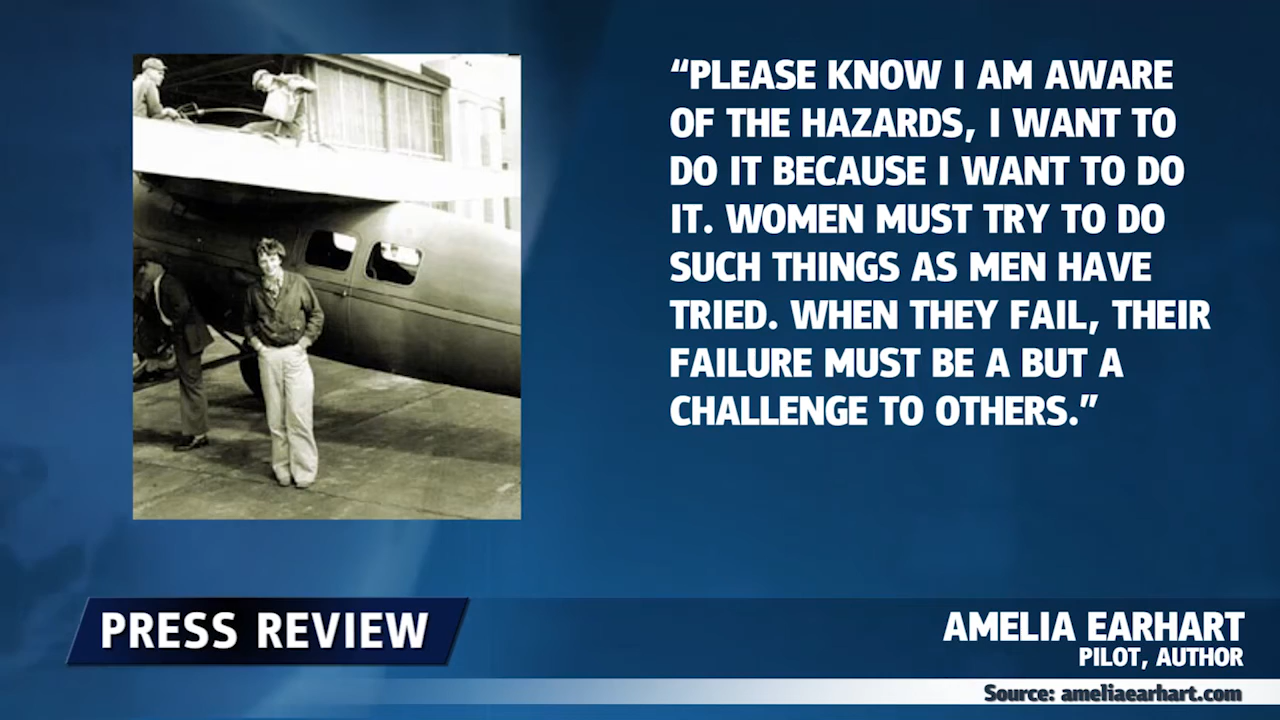 “PLEASE KNOW I AM AWARE
OF THE HAZARDS, I WANT TO
DO IT BECAUSE I WANT TO DO
IT. WOMEN MUST TRY TO DO
SUCH THINGS AS MEN HAVE
TRIED. WHEN THEY FAIL, THEIR
FAILURE MUST BE A BUT A
CHALLENGE TO OTHERS.”
PRESS REVIEW
AMELIA EARHART
PILOT, AUTHOR
Source: ameliaearhart.com